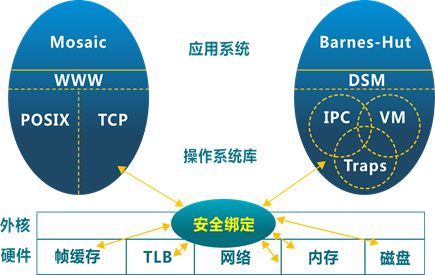 Mosaic
应用系统
Barnes-Hut
WWW
DSM
POSIX
TCP
IPC
VM
操作系统库
Traps
外核
安全绑定
硬件
帧缓存
TLB
网络
内存
磁盘